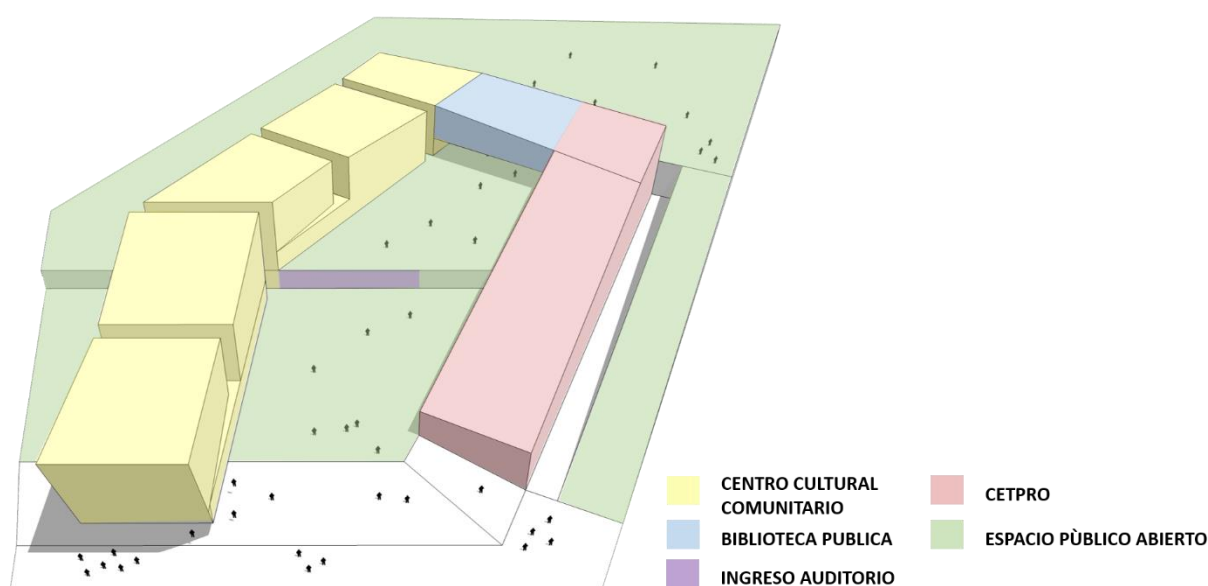 CENTRO CULTURAL
COMUNITARIO
BIBLIOTECA PUBLICA
INGRESO AUDITORIO
CETPRO
ESPACIO PÙBLICO ABIERTO